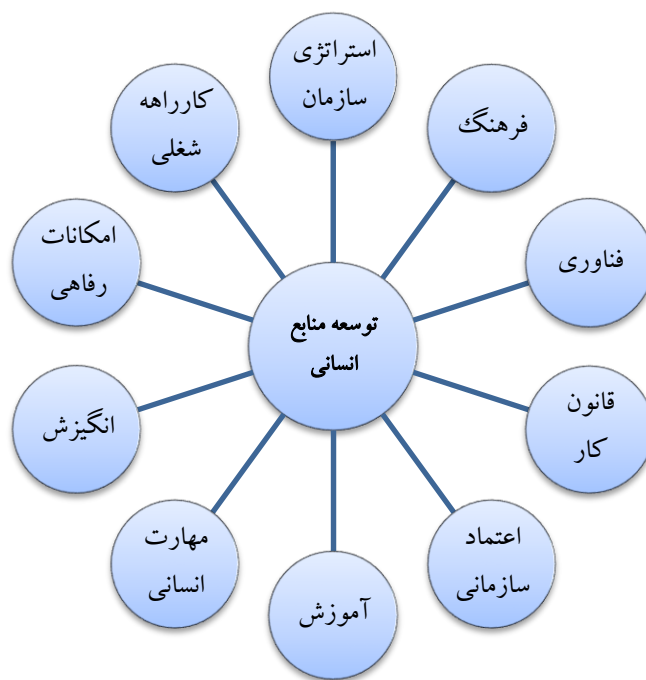 استراتژی
سازمان
فرهنگ
فناوری
قانون
کار
اعتماد
سازمانی
آموزش
مهارت
انسانی
انگیزش
امکانات
رفاهی
کارراهه
شغلی
توسعه منابع
انسانی